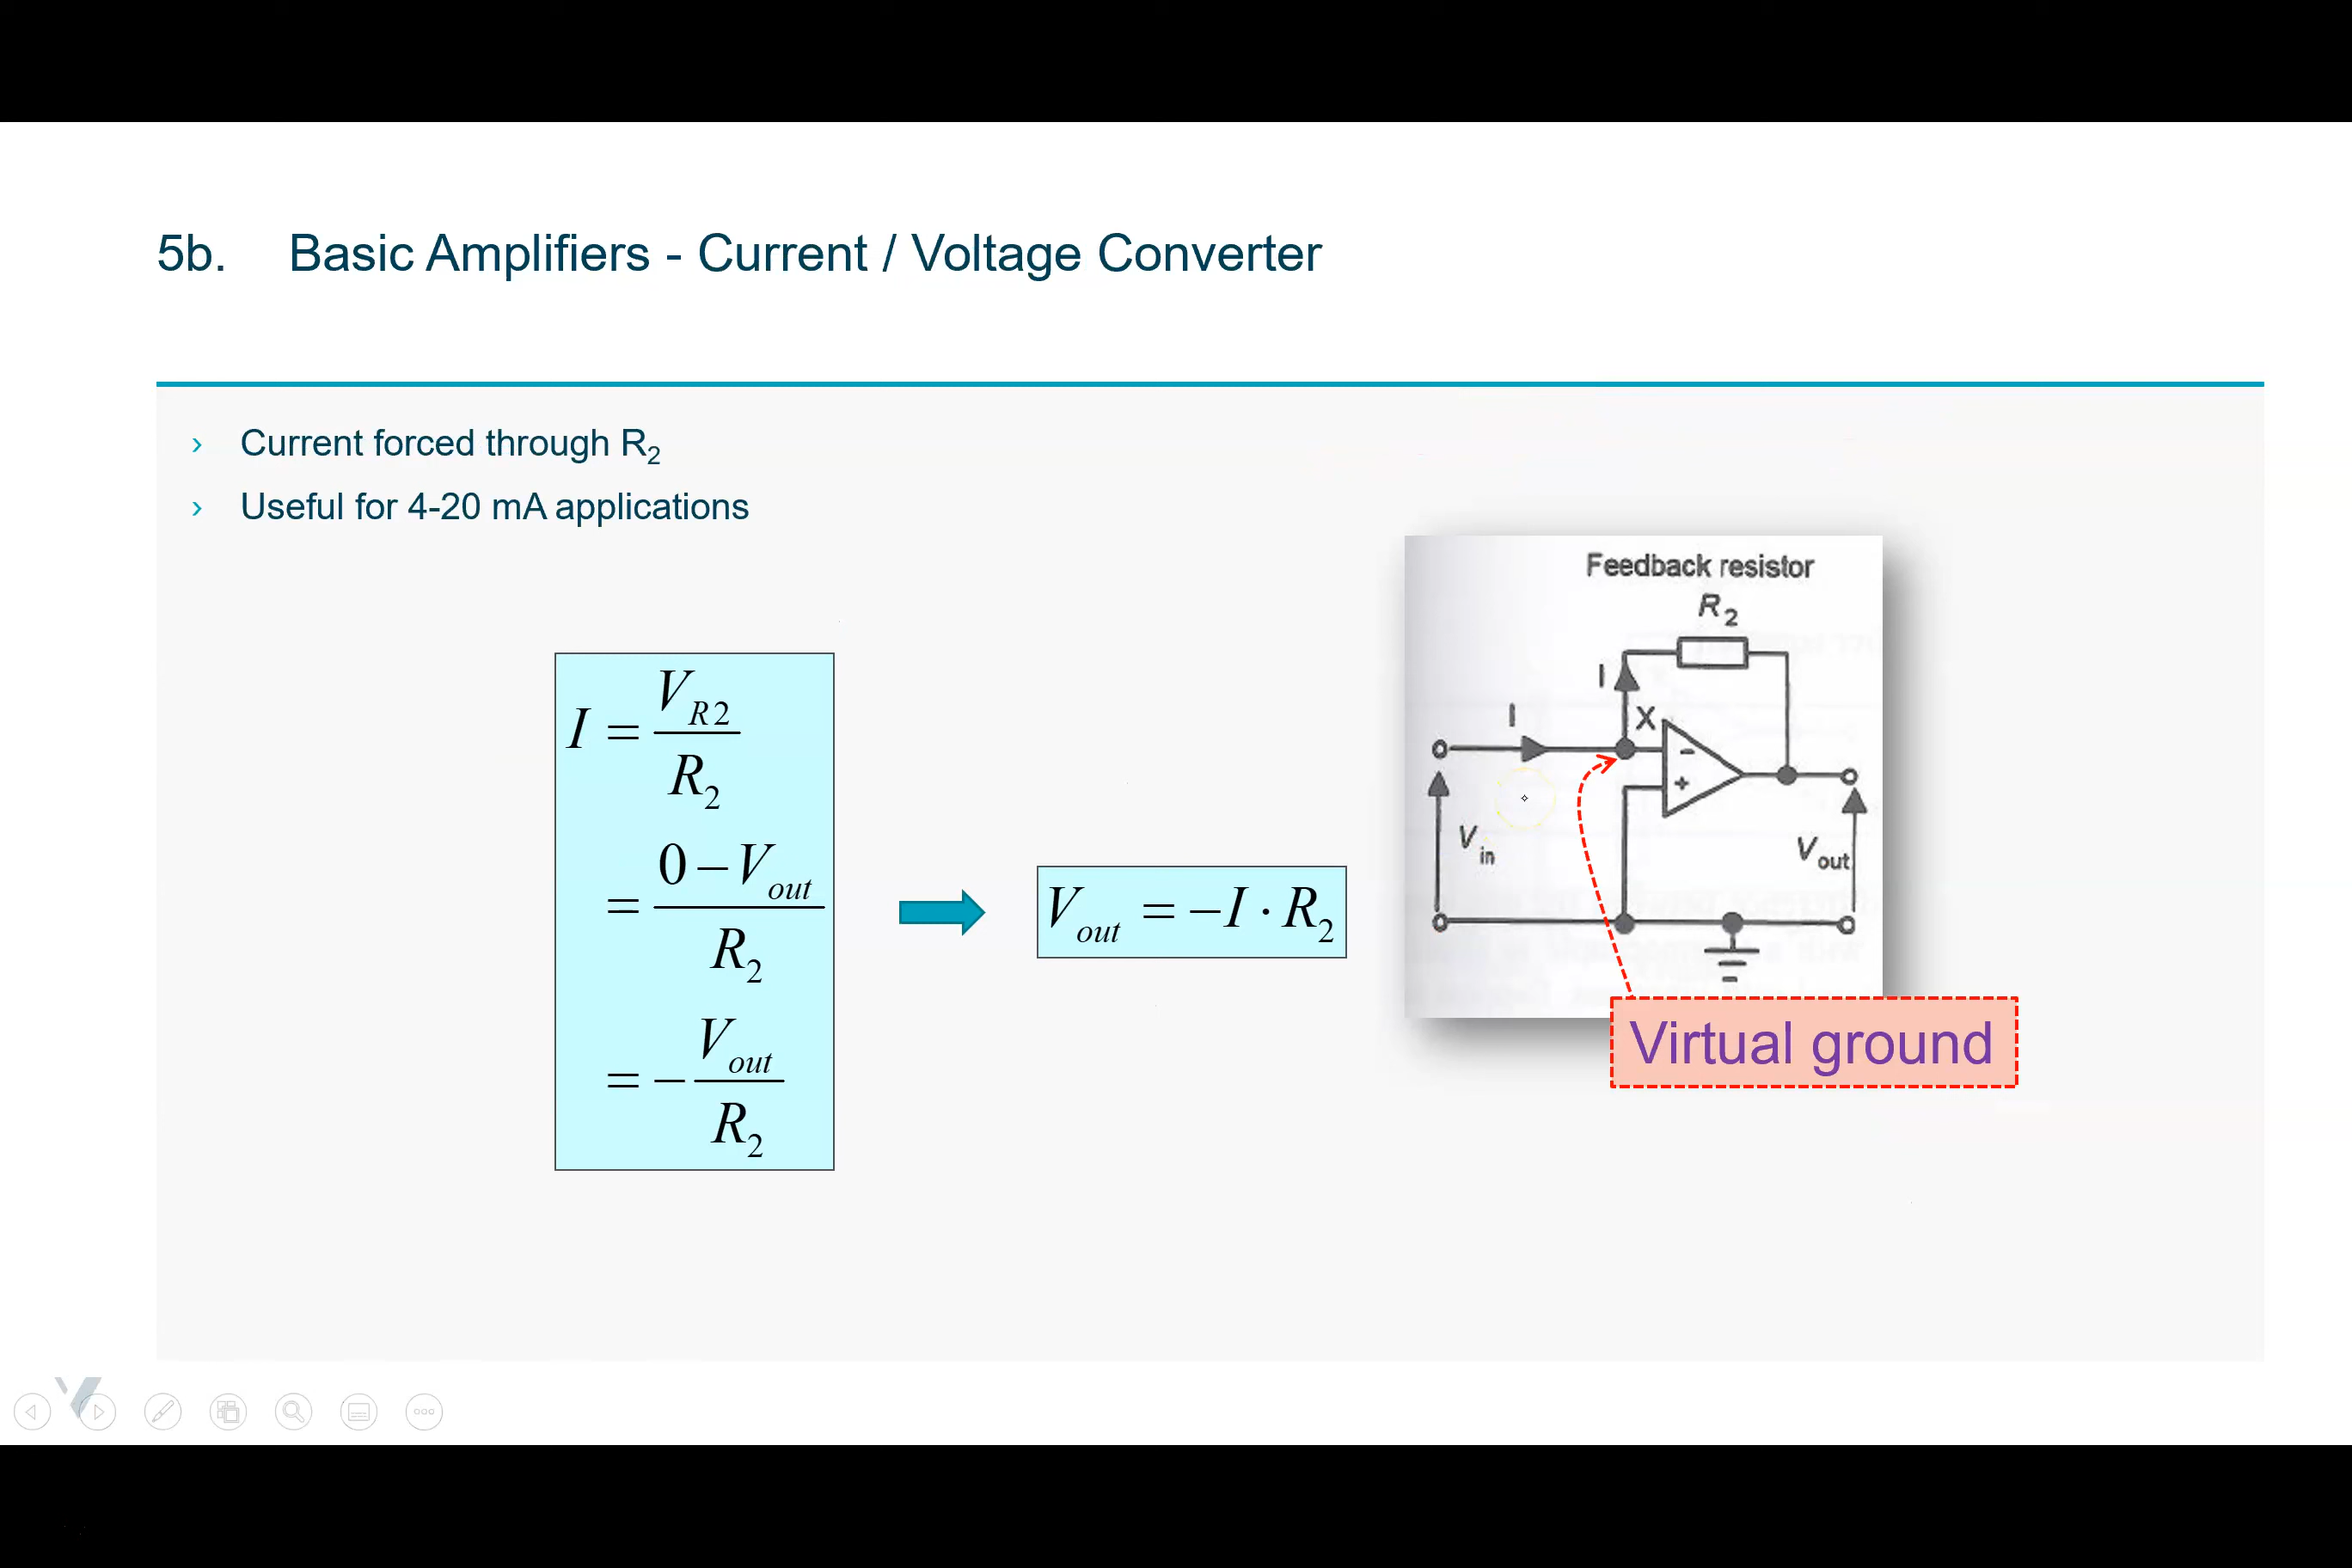 5b. Basic Amplifiers - Current / Voltage Converter
› Current forced through R₂
› Useful for 4-20 mA applications
I = V_R2 / R₂
= (0 − V_out) / R₂
= − V_out / R₂
V_out = −I · R₂
Feedback resistor
R₂
I
I
X
-
+
V_in
V_out
Virtual ground